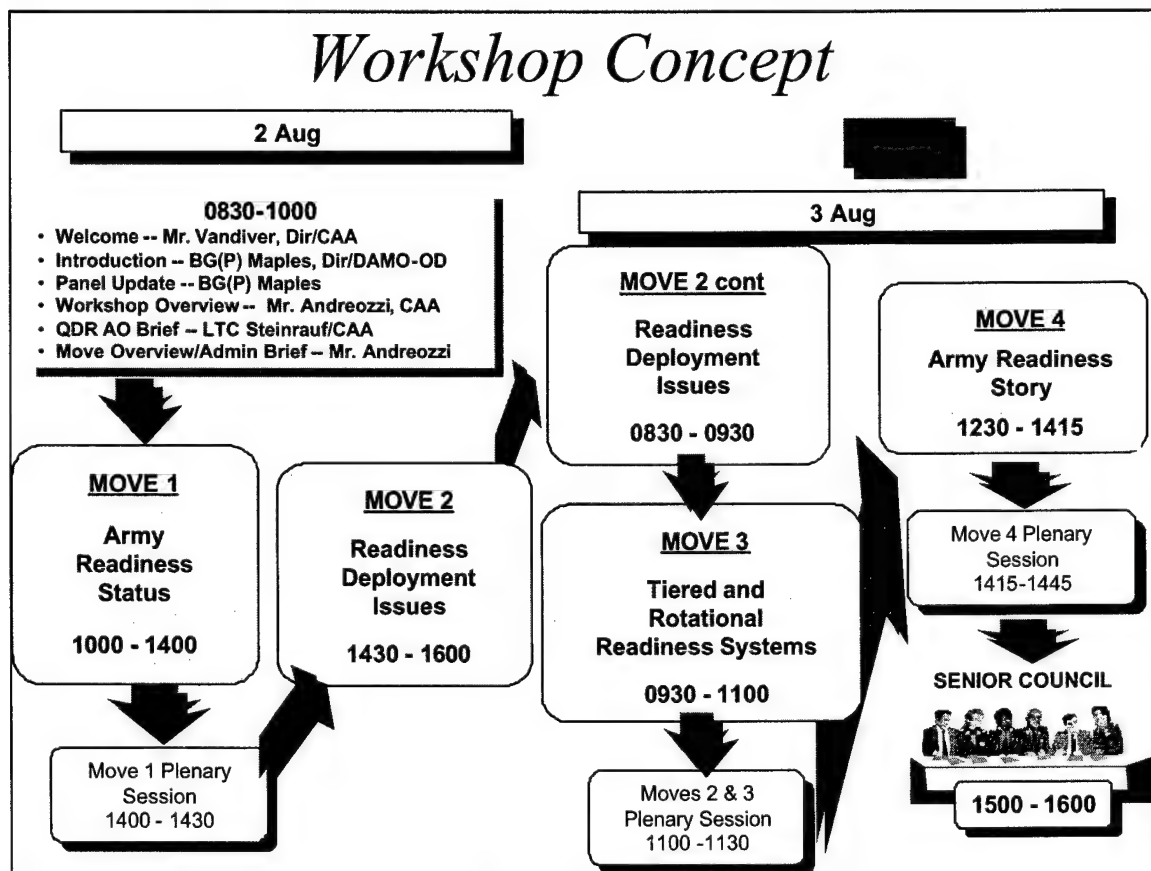 Workshop Concept
2 Aug
0830-1000
• Welcome -- Mr. Vandiver, Dir/CAA
• Introduction -- BG(P) Maples, Dir/DAMO-OD
• Panel Update -- BG(P) Maples
• Workshop Overview -- Mr. Andreozzi, CAA
• QDR AO Brief -- LTC Steinrauf/CAA
• Move Overview/Admin Brief -- Mr. Andreozzi
MOVE 1
Army
Readiness
Status
1000 - 1400
Move 1 Plenary
Session
1400 - 1430
MOVE 2
Readiness
Deployment
Issues
1430 - 1600
3 Aug
MOVE 2 cont
Readiness
Deployment
Issues
0830 - 0930
MOVE 3
Tiered and
Rotational
Readiness Systems
0930 - 1100
Moves 2 & 3
Plenary Session
1100 -1130
MOVE 4
Army Readiness
Story
1230 - 1415
Move 4 Plenary
Session
1415-1445
SENIOR COUNCIL
1500 - 1600